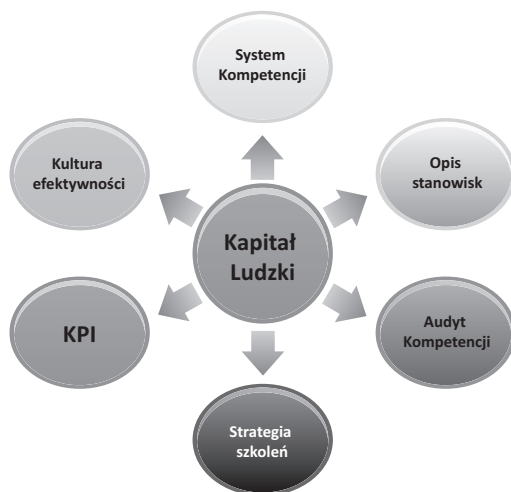 System
Kompetencji
Kultura
efektywności
Opis
stanowisk
Kapitał
Ludzki
KPI
Audyt
Kompetencji
Strategia
szkoleń